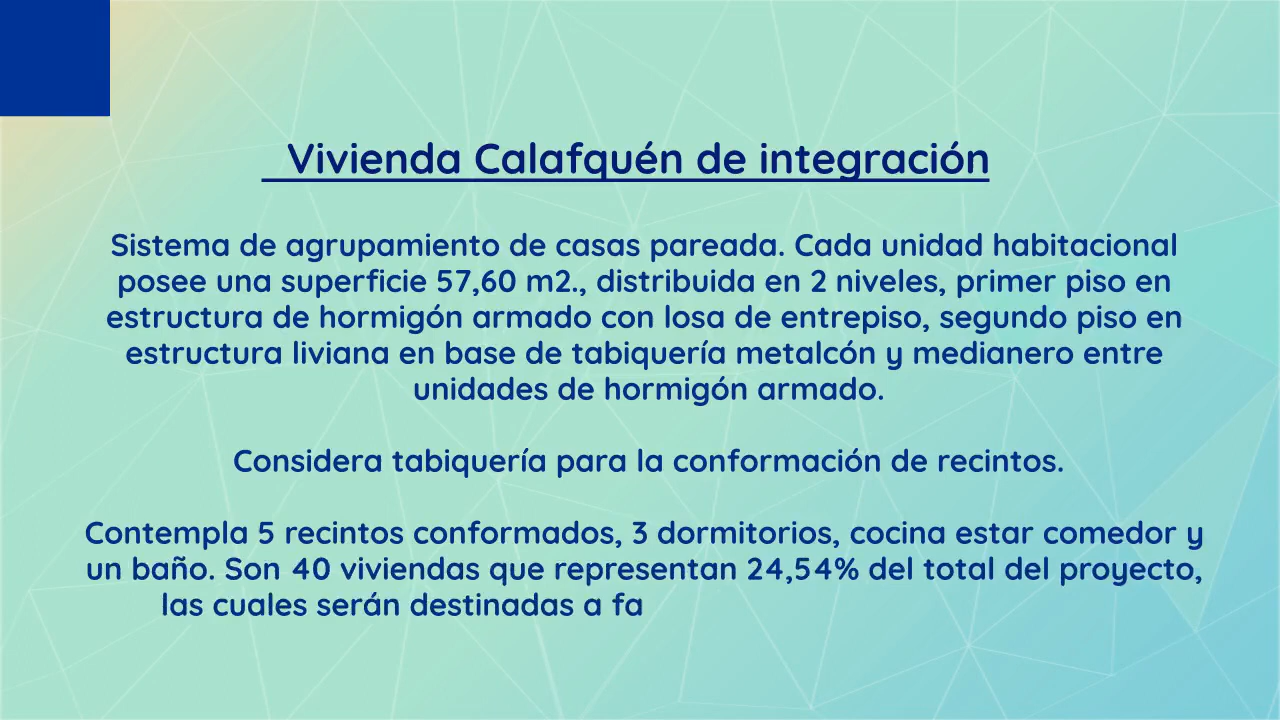 Vivienda Calafquén de integración
Sistema de agrupamiento de casas pareada. Cada unidad habitacional
posee una superficie 57,60 m2., distribuida en 2 niveles, primer piso en
estructura de hormigón armado con losa de entrepiso, segundo piso en
estructura liviana en base de tabiquería metalcón y medianero entre
unidades de hormigón armado.
Considera tabiquería para la conformación de recintos.
Contempla 5 recintos conformados, 3 dormitorios, cocina estar comedor y
un baño. Son 40 viviendas que representan 24,54% del total del proyecto,
las cuales serán destinadas a fa